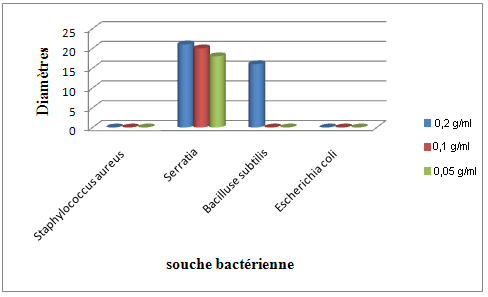 Diamètres
25
20
15
10
5
0
Staphylococcus aureus
Serratia
Bacilluse subtilis
Escherichia coli
0,2 g/ml
0,1 g/ml
0,05 g/ml
souche bactérienne